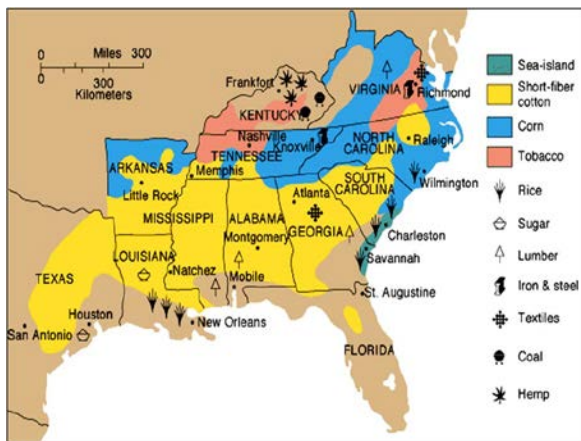 0 Miles 300
0 Kilometers 300
Frankfort
KENTUCKY
VIRGINIA
Richmond
Nashville
TENNESSEE
Knoxville
NORTH
CAROLINA
Raleigh
ARKANSAS
Memphis
Little Rock
SOUTH
CAROLINA
Wilmington
Atlanta
MISSISSIPPI
ALABAMA
GEORGIA
Charleston
Montgomery
Savannah
LOUISIANA
TEXAS
Natchez
Mobile
St. Augustine
Houston
New Orleans
San Antonio
FLORIDA
Sea-island
Short-fiber
cotton
Corn
Tobacco
Rice
Sugar
Lumber
Iron & steel
Textiles
Coal
Hemp